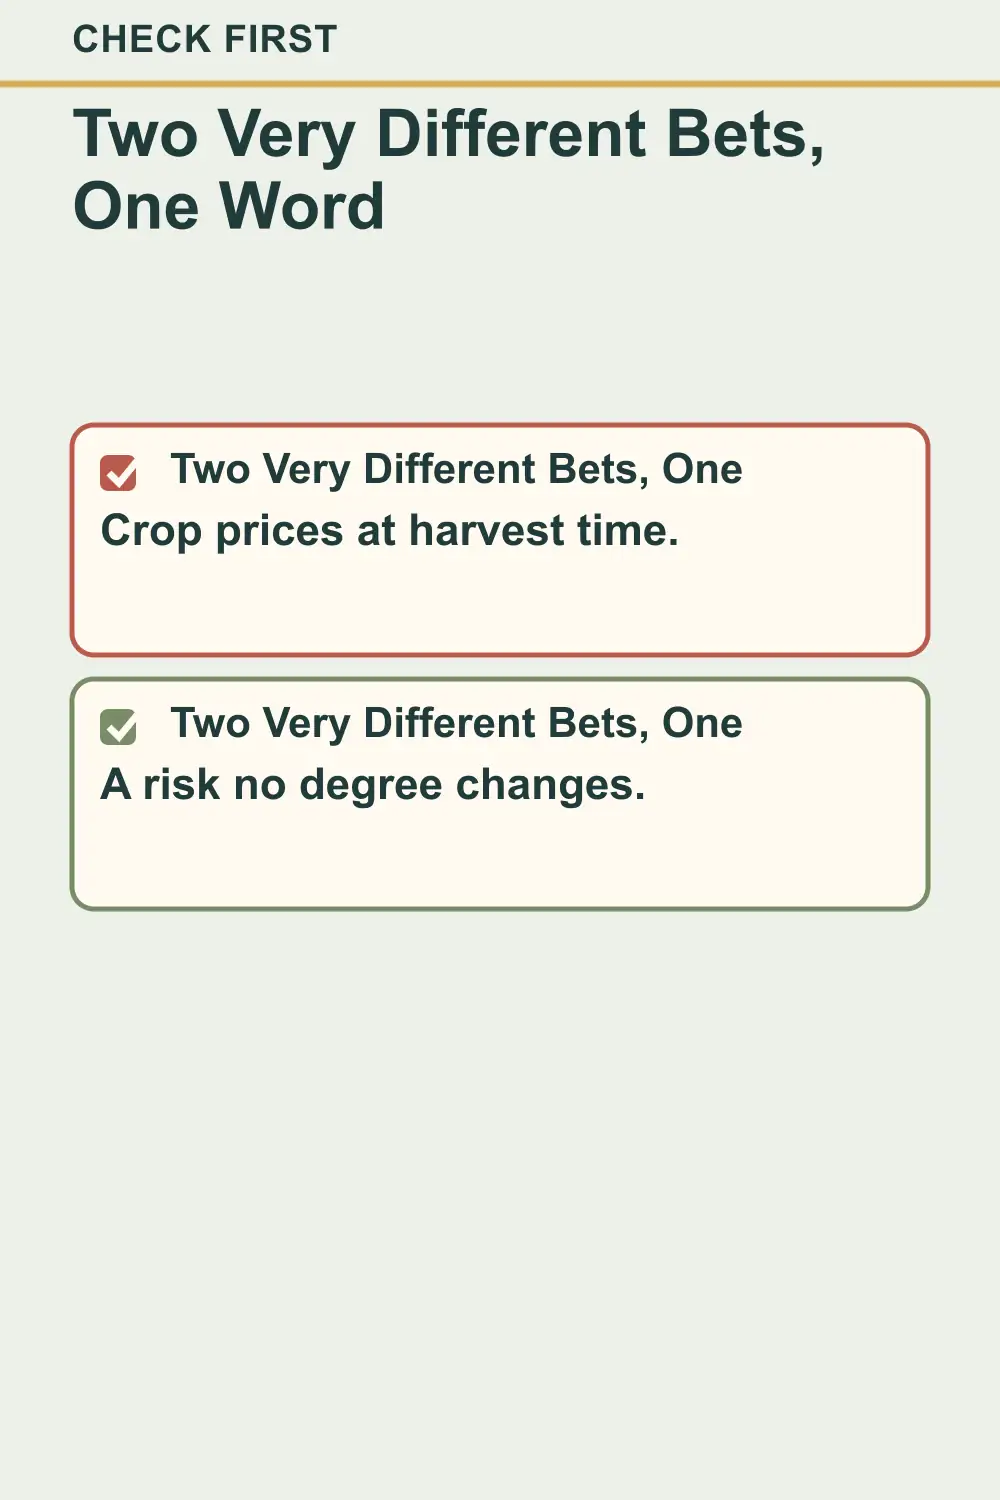 CHECK FIRST
Two Very Different Bets,
One Word
Two Very Different Bets, One
Crop prices at harvest time.
Two Very Different Bets, One
A risk no degree changes.